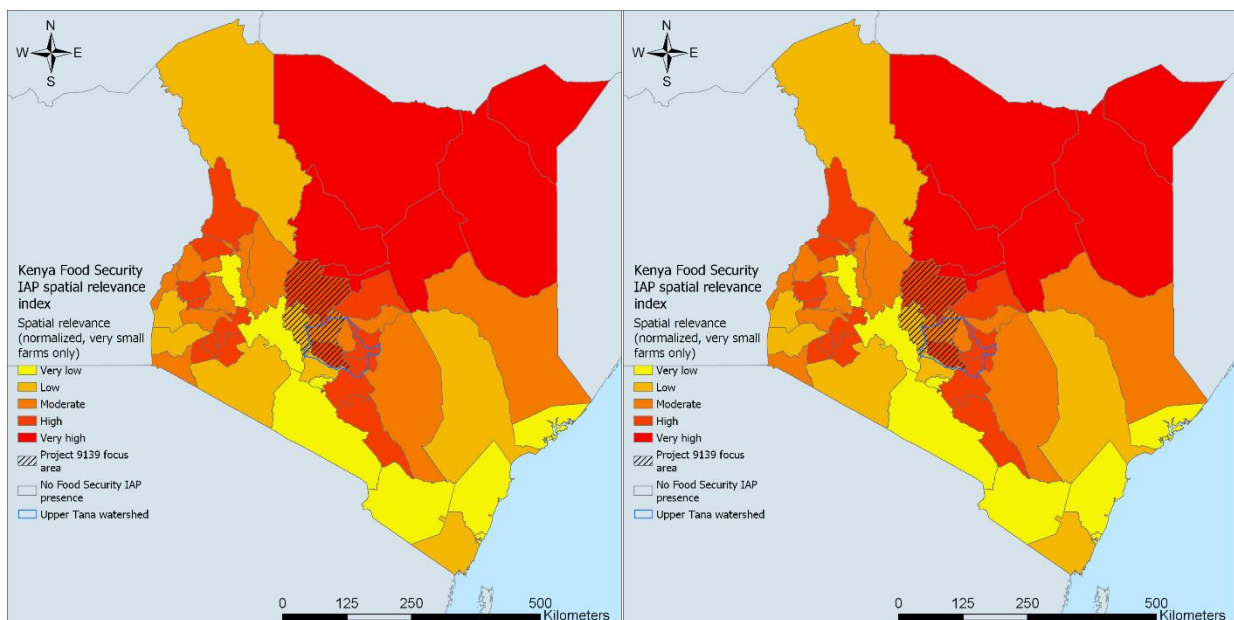 N
W E
S
Kenya Food Security
IAP spatial relevance
index
Spatial relevance
(normalized, very small
farms only)
Very low
Low
Moderate
High
Very high
Project 9139 focus
area
No Food Security IAP
presence
Upper Tana watershed
0 125 250 500
Kilometers
N
W E
S
Kenya Food Security
IAP spatial relevance
index
Spatial relevance
(normalized, very small
farms only)
Very low
Low
Moderate
High
Very high
Project 9139 focus
area
No Food Security IAP
presence
Upper Tana watershed
0 125 250 500
Kilometers